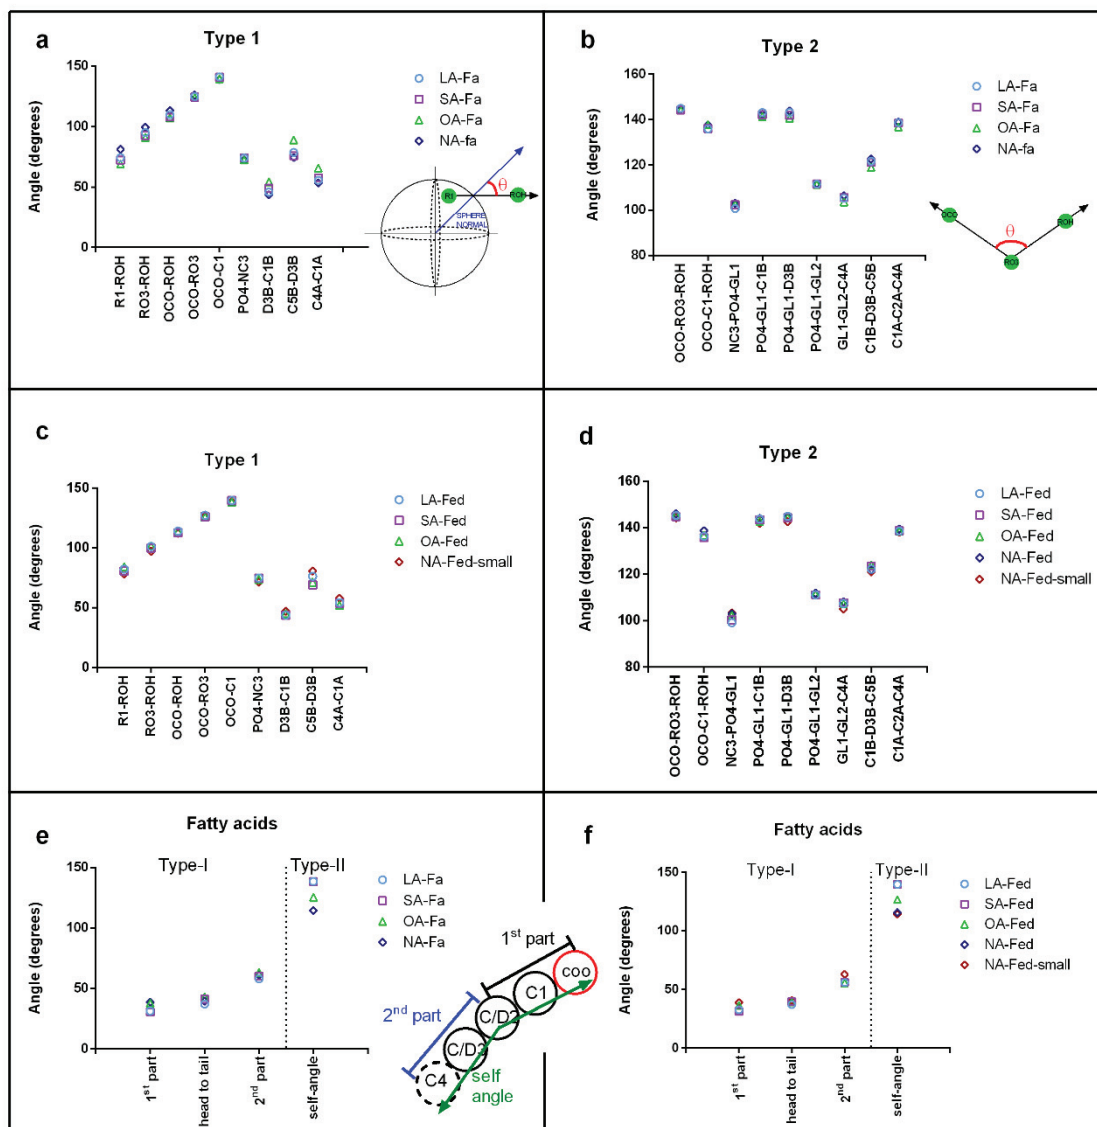 a
Type 1
Angle (degrees)
150
100
50
0
R1-ROH
RO3-ROH
OCO-ROH
OCO-RO3
OCO-C1
PO4-NC3
D3B-C1B
C5B-D3B
C4A-C1A
LA-Fa
SA-Fa
OA-Fa
NA-fa
R1
θ
ROH
SPHERE
NORMAL
b
Type 2
Angle (degrees)
160
140
120
100
80
OCO-RO3-ROH
OCO-C1-ROH
NC3-PO4-GL1
PO4-GL1-C1B
PO4-GL1-D3B
PO4-GL1-GL2
GL1-GL2-C4A
C1B-D3B-C5B
C1A-C2A-C4A
LA-Fa
SA-Fa
OA-Fa
NA-fa
OCO
θ
ROH
RO3
c
Type 1
Angle (degrees)
150
100
50
0
R1-ROH
RO3-ROH
OCO-ROH
OCO-RO3
OCO-C1
PO4-NC3
D3B-C1B
C5B-D3B
C4A-C1A
LA-Fed
SA-Fed
OA-Fed
NA-Fed-small
d
Type 2
Angle (degrees)
160
140
120
100
80
OCO-RO3-ROH
OCO-C1-ROH
NC3-PO4-GL1
PO4-GL1-C1B
PO4-GL1-D3B
PO4-GL1-GL2
GL1-GL2-C4A
C1B-D3B-C5B
C1A-C2A-C4A
LA-Fed
SA-Fed
OA-Fed
NA-Fed
NA-Fed-small
e
Fatty acids
Type-I
Type-II
Angle (degrees)
150
100
50
0
1st part
head to tail
2nd part
self-angle
LA-Fa
SA-Fa
OA-Fa
NA-Fa
1st part
coo
C1
2nd part
C/D2
C/D3
C4
self
angle
f
Fatty acids
Type-I
Type-II
Angle (degrees)
150
100
50
0
1st part
head to tail
2nd part
self-angle
LA-Fed
SA-Fed
OA-Fed
NA-Fed
NA-Fed-small